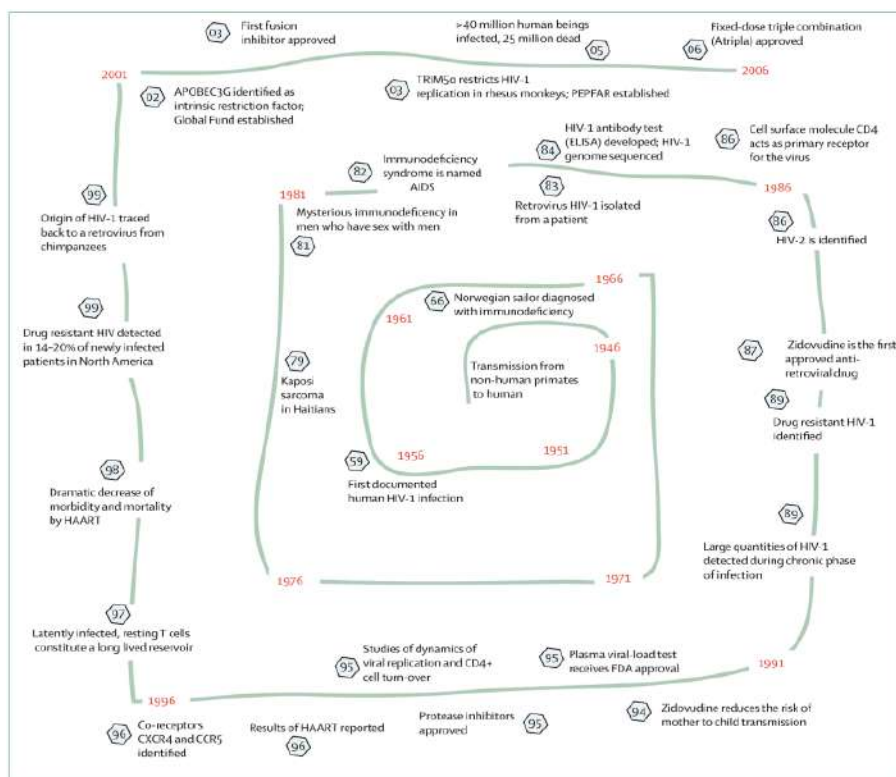 03
First fusion
inhibitor approved
>40 million human beings
infected, 25 million dead
05
06
Fixed-dose triple combination
(Atripla) approved
2001
2006
02
APOBEC3G identified as
intrinsic restriction factor;
Global Fund established
03
TRIM5α restricts HIV-1
replication in rhesus monkeys; PEPFAR established
82
Immunodeficiency
syndrome is named
AIDS
84
HIV-1 antibody test
(ELISA) developed; HIV-1
genome sequenced
86
Cell surface molecule CD4
acts as primary receptor
for the virus
1981
1986
83
Retrovirus HIV-1 isolated
from a patient
99
Origin of HIV-1 traced
back to a retrovirus from
chimpanzees
Mysterious immunodeficency in
men who have sex with men
81
86
HIV-2 is identified
1966
66
Norwegian sailor diagnosed
with immunodeficiency
1961
1946
99
Drug resistant HIV detected
in 14–20% of newly infected
patients in North America
79
Kaposi
sarcoma
in Haitians
Transmission from
non-human primates
to human
87
Zidovudine is the first
approved anti-
retroviral drug
89
Drug resistant HIV-1
identified
1956
1951
59
First documented
human HIV-1 infection
98
Dramatic decrease of
morbidity and mortality
by HAART
89
Large quantities of HIV-1
detected during chronic phase
of infection
1976
1971
97
Latently infected, resting T cells
constitute a long lived reservoir
95
Studies of dynamics of
viral replication and CD4+
cell turn-over
95
Plasma viral-load test
receives FDA approval
1991
1996
96
Co-receptors
CXCR4 and CCR5
identified
Results of HAART reported
96
Protease inhibitors
approved
95
94
Zidovudine reduces the risk of
mother to child transmission